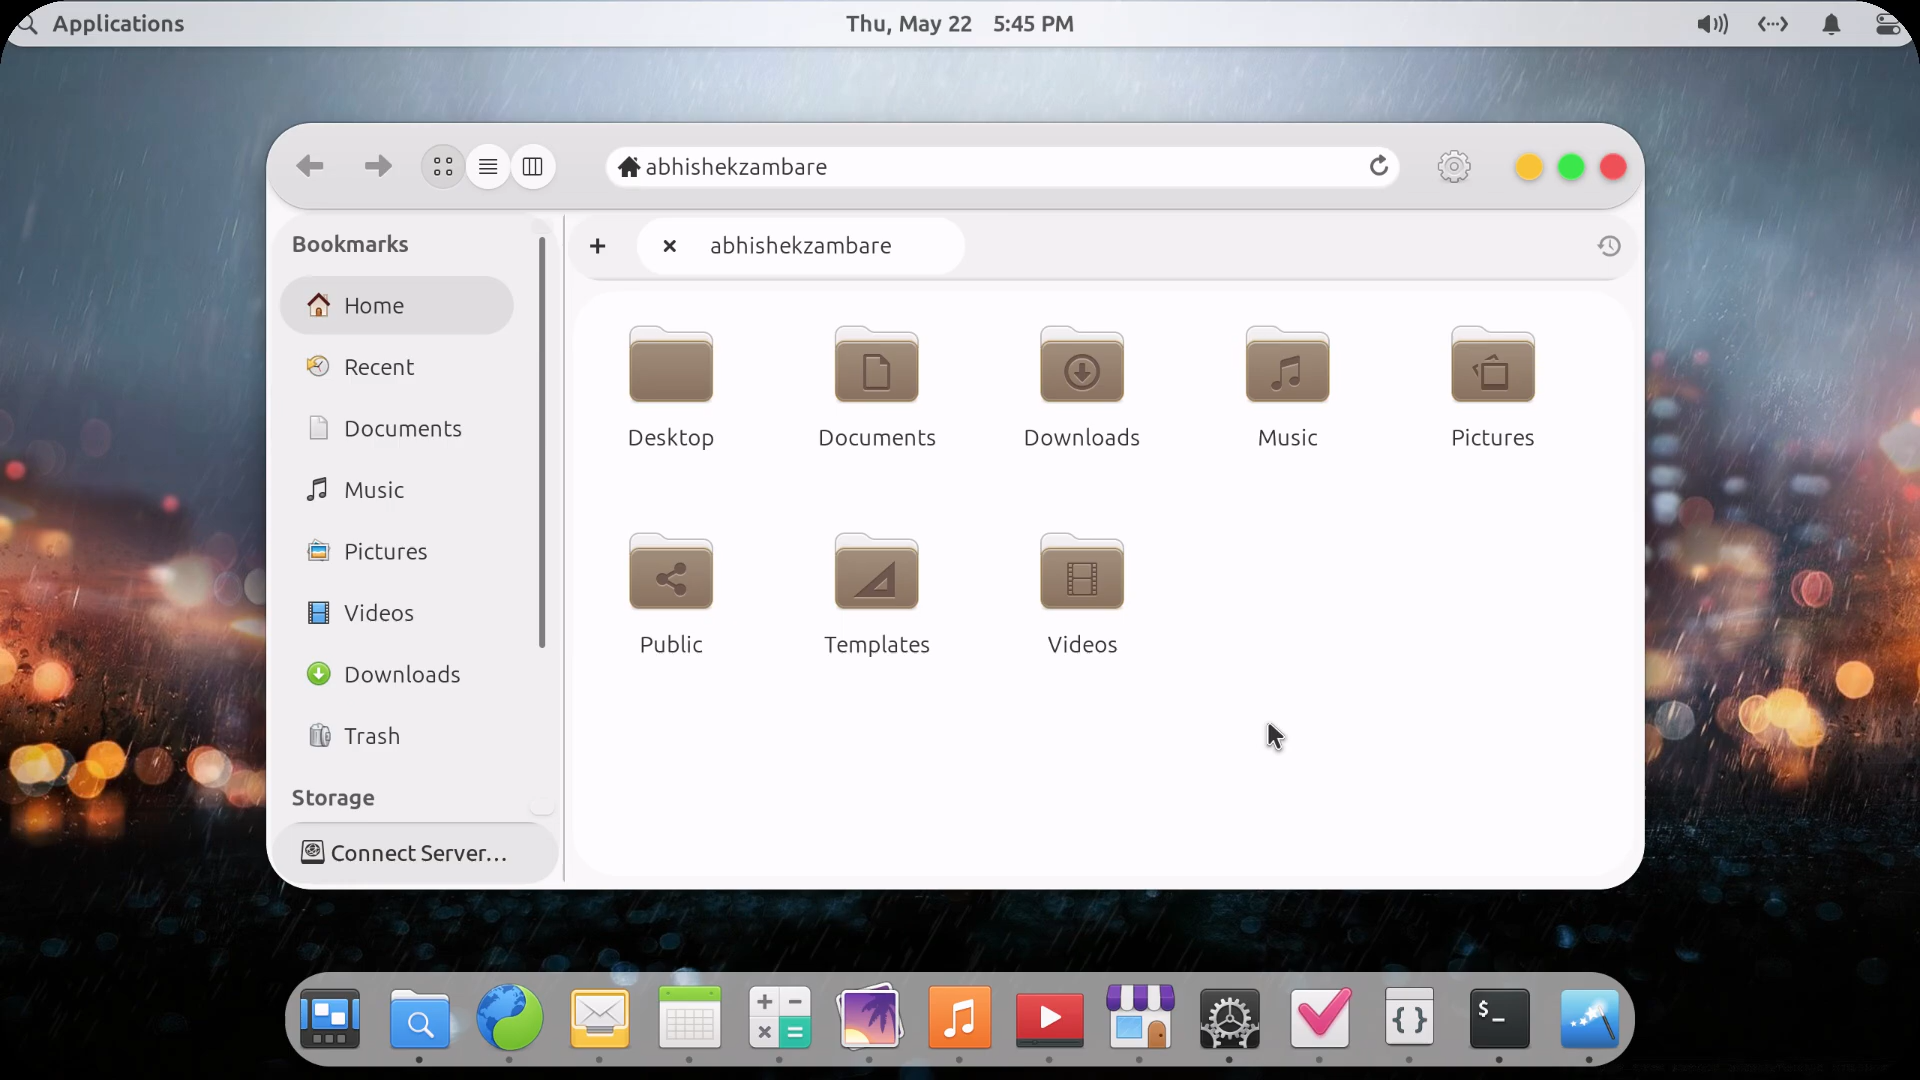 Applications
Thu, May 22 5:45 PM
abhishekzambare
Bookmarks
abhishekzambare
Home
Recent
Documents
Music
Pictures
Videos
Downloads
Trash
Storage
Connect Server...
Desktop
Documents
Downloads
Music
Pictures
Public
Templates
Videos
$_